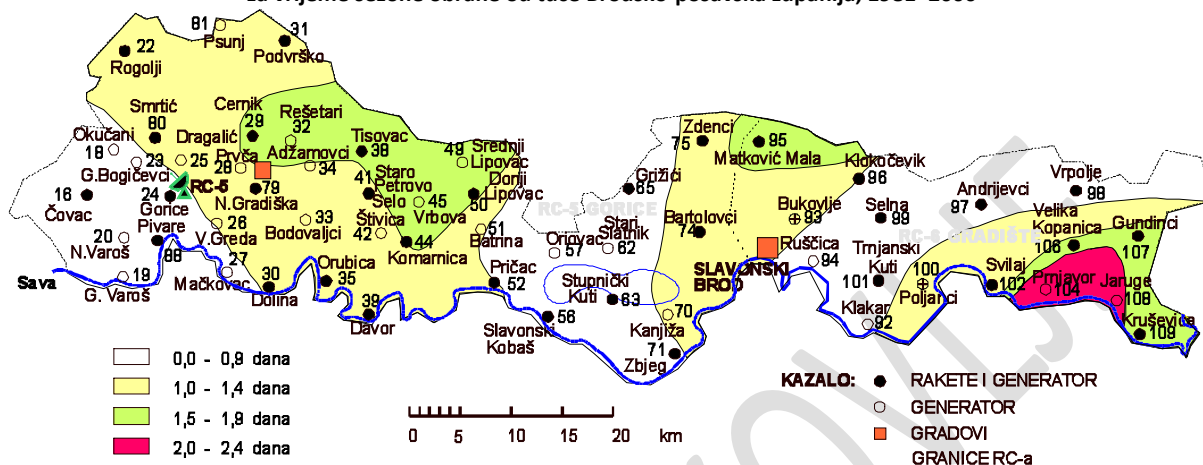 za vrijeme sezone obrane od tuče Brodsko-posavska županija, 1981-2006
81
Psunj
31
Podvrško
22
Rogolji
Smrtić
80
Cernik
29
Rešetari
32
Okučani
18
Dragalić
23
25
Prvča
28
Adžamovci
34
Tisovac
38
49
Srednji
Lipovac
Zdenci
75
95
Matković Mala
Klokočevik
96
G.Bogičevci
24
RC-5
79
N.Gradiška
41
Staro
Petrovo
Selo
45
Vrbova
Donji
Lipovac
50
Grižići
65
Vrpolje
98
16
Čovac
Gorice
Pivare
88
26
V.Greda
33
Bodovaljci
Štivica
42
44
Komarnica
51
Batrina
RC-5 GORICE
Stari
Slatnik
62
Oriovac
57
Bartolovci
74
Bukovlje
93
Selna
99
Andrijevci
97
Velika
Kopanica
106
Gundinci
107
RC-6 GRADIŠTE
20
N.Varoš
19
G. Varoš
Sava
27
Mačkovac
30
Dolina
Orubica
35
39
Davor
Pričac
52
Stupnički
Kuti
63
SLAVONSKI
BROD
Ruščica
94
Trnjanski
Kuti
101
100
Poljanci
Svilaj
102
Prnjavor
104
Jaruge
108
Kruševica
109
56
Slavonski
Kobaš
Kanjiža
70
71
Zbjeg
Klakar
92
0,0 - 0,9 dana
1,0 - 1,4 dana
1,5 - 1,9 dana
2,0 - 2,4 dana
0 5 10 20 km
KAZALO:
RAKETE I GENERATOR
GENERATOR
GRADOVI
GRANICE RC-a